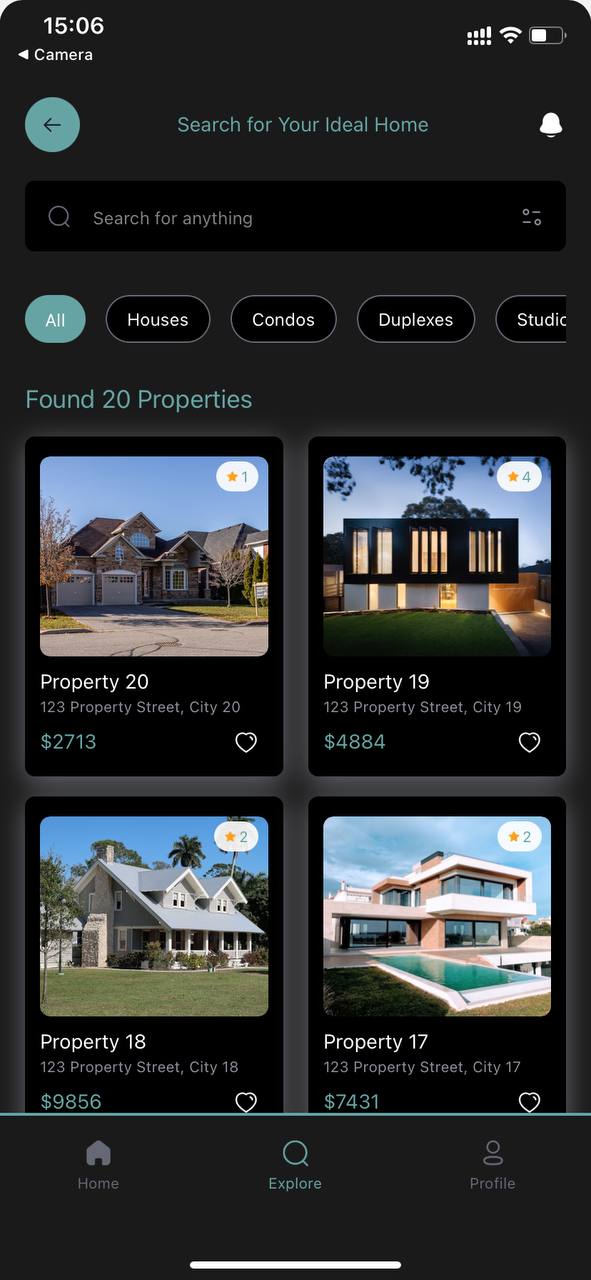 15:06
◀ Camera
Search for Your Ideal Home
Search for anything
All Houses Condos Duplexes Studio
Found 20 Properties
1
4
Property 20
123 Property Street, City 20
$2713
Property 19
123 Property Street, City 19
$4884
2
2
Property 18
123 Property Street, City 18
$9856
Property 17
123 Property Street, City 17
$7431
Home Explore Profile